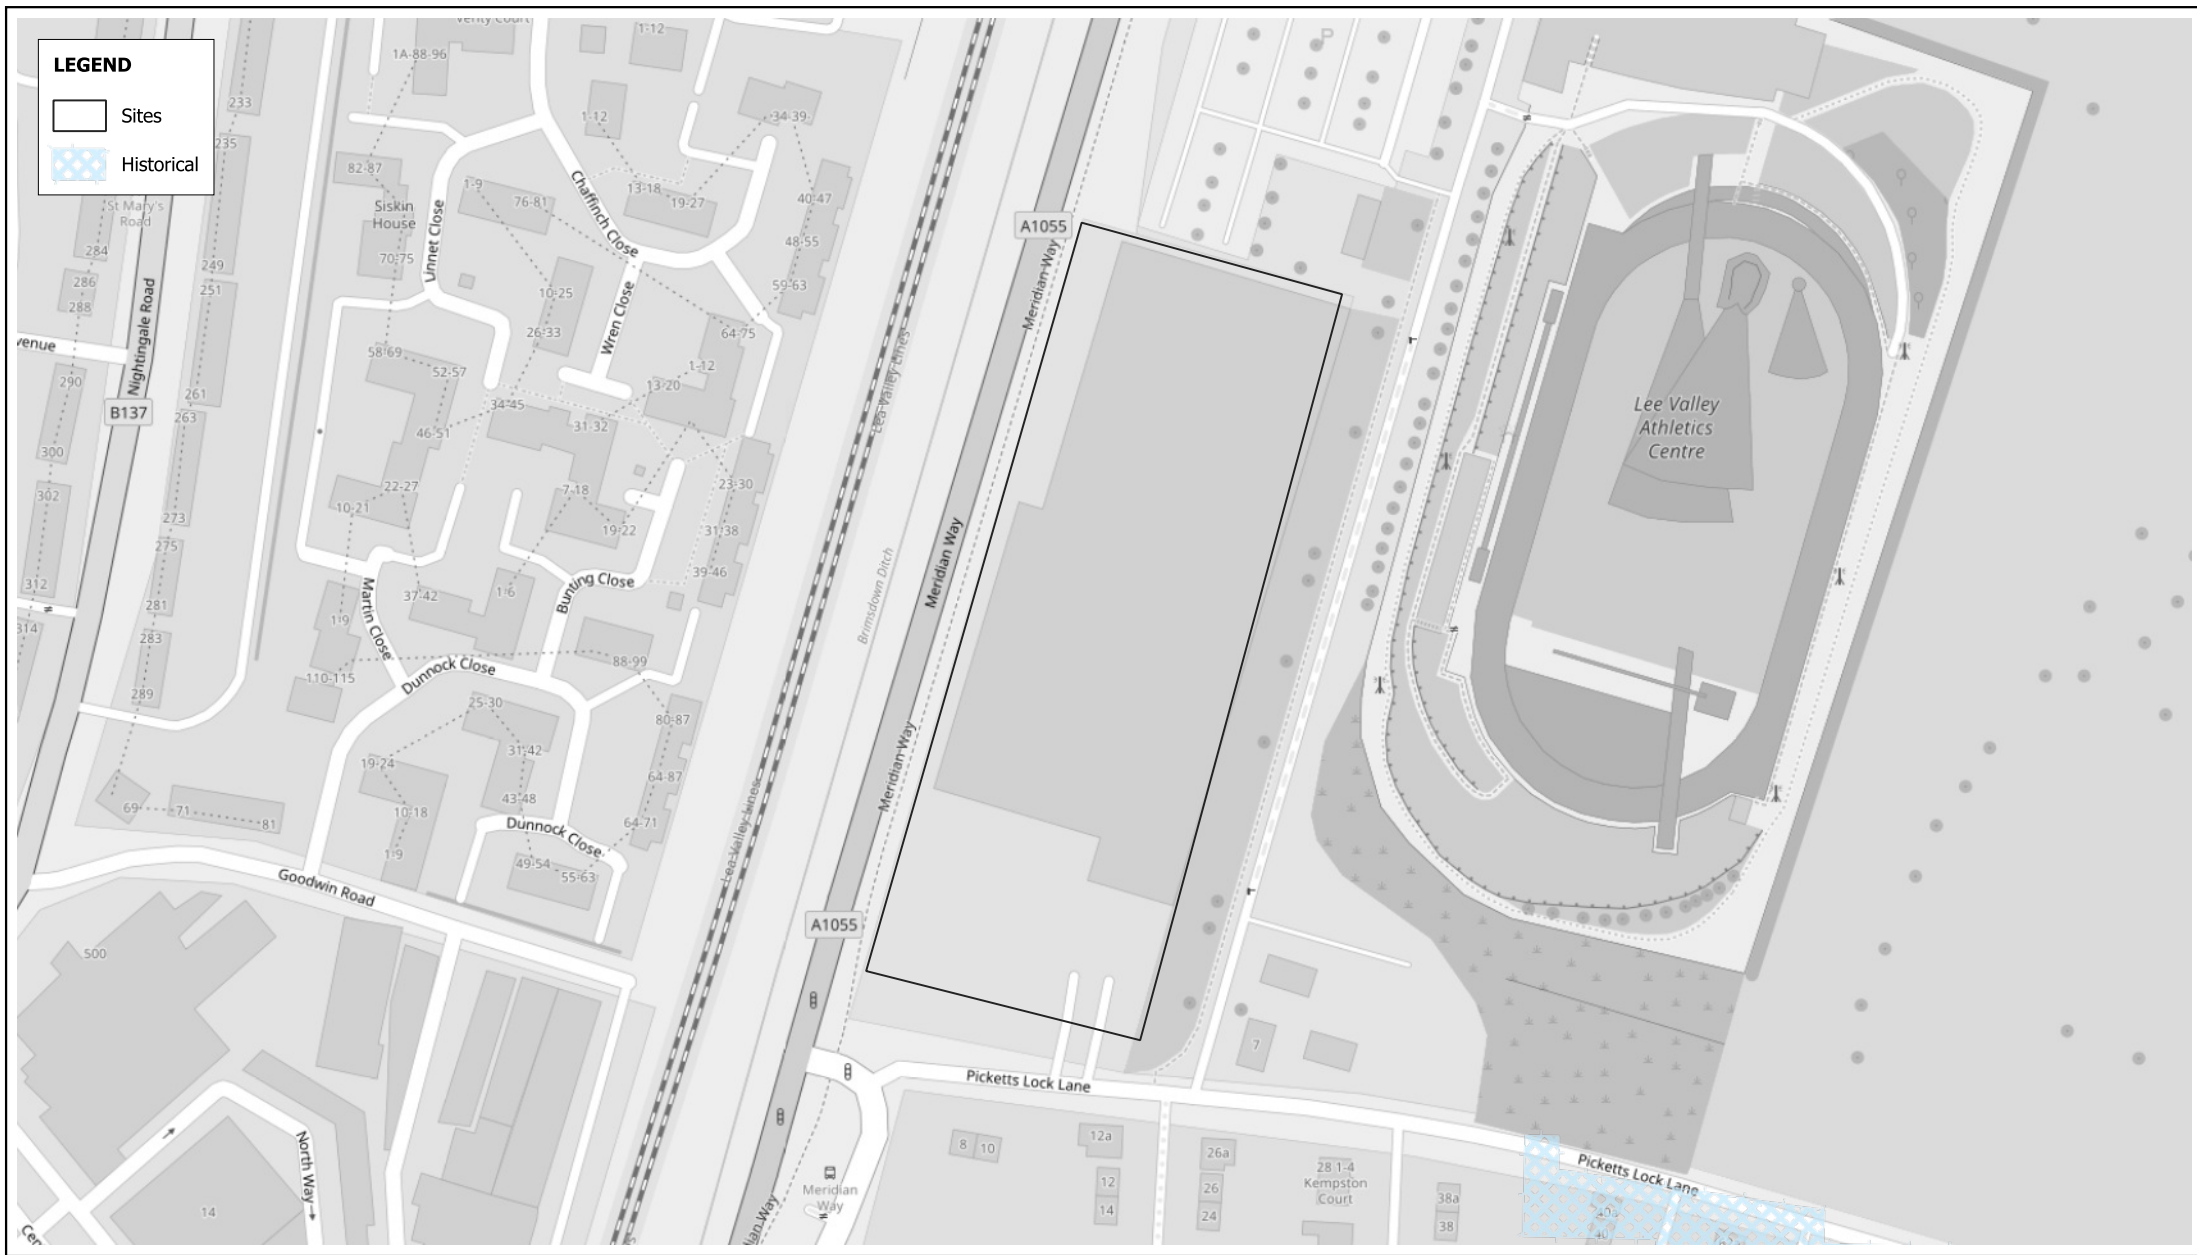 LEGEND
Sites
Historical
Verity Court
1A-88-96
1-12
233
34-39
1-12
235
82-87
1-9
76-81
13-18
19-27
40-47
St Mary's
Road
Siskin
House
Linnet Close
Chaffinch Close
A1055
Meridian Way
48-55
284
249
70-75
286
251
10-25
59-63
288
Nightingale Road
26-33
Wren Close
64-75
Lea Valley Lines
venue
58-69
52-57
1-12
290
261
13-20
B137
263
34-45
Lee Valley
Athletics
Centre
46-51
31-32
300
302
22-27
7-18
23-30
10-21
273
19-22
31-38
275
Meridian Way
Brimsdown Ditch
312
39-46
Bunting Close
281
Martin Close
37-42
1-6
314
283
1-9
88-99
Dunnock Close
110-115
289
25-30
80-87
31-42
19-24
64-87
Meridian Way
Lea Valley Lines
69
71
81
10-18
43-48
64-71
Dunnock Close
1-9
49-54
55-63
Goodwin Road
A1055
500
7
Picketts Lock Lane
North Way
8
10
12a
26a
28 1-4
Kempston
Court
Picketts Lock Lane
Meridian
Way
12
26
38a
14
14
24
38